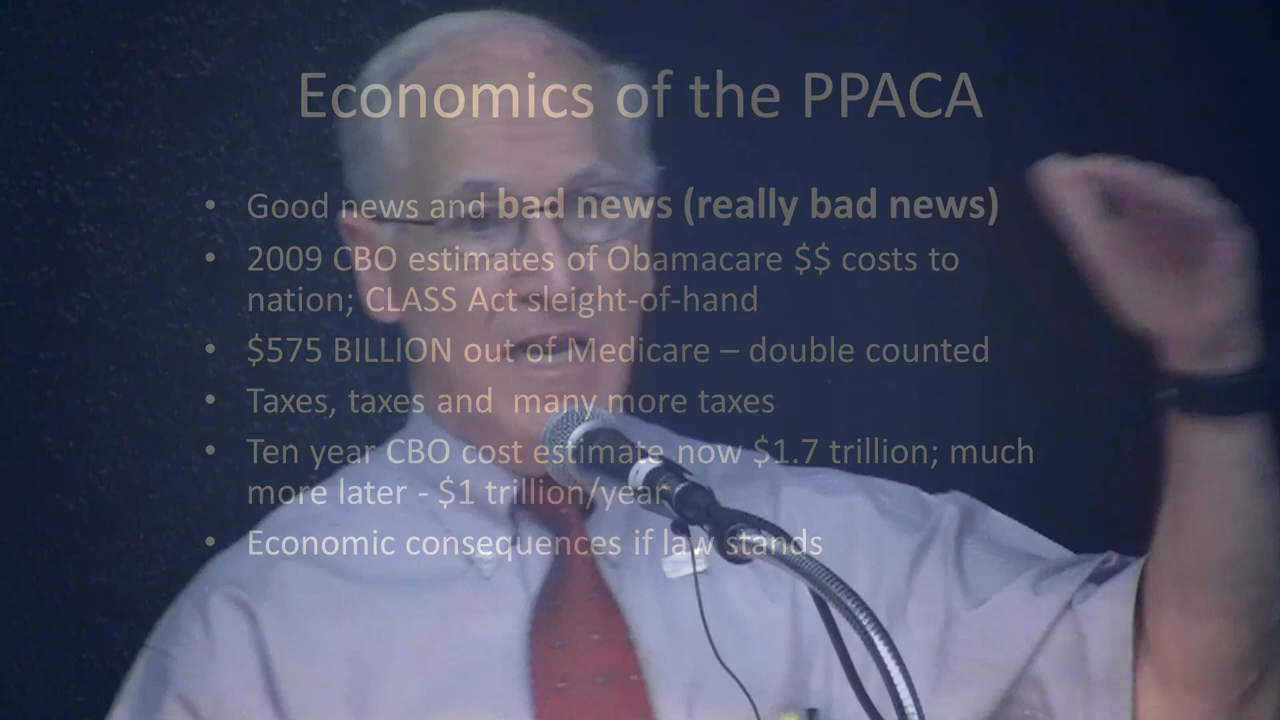 Economics of the PPACA
• Good news and bad news (really bad news)
• 2009 CBO estimates of Obamacare $$ costs to
nation; CLASS Act sleight-of-hand
• $575 BILLION out of Medicare – double counted
• Taxes, taxes and  many more taxes
• Ten year CBO cost estimate now $1.7 trillion; much
more later - $1 trillion/year
• Economic consequences if law stands